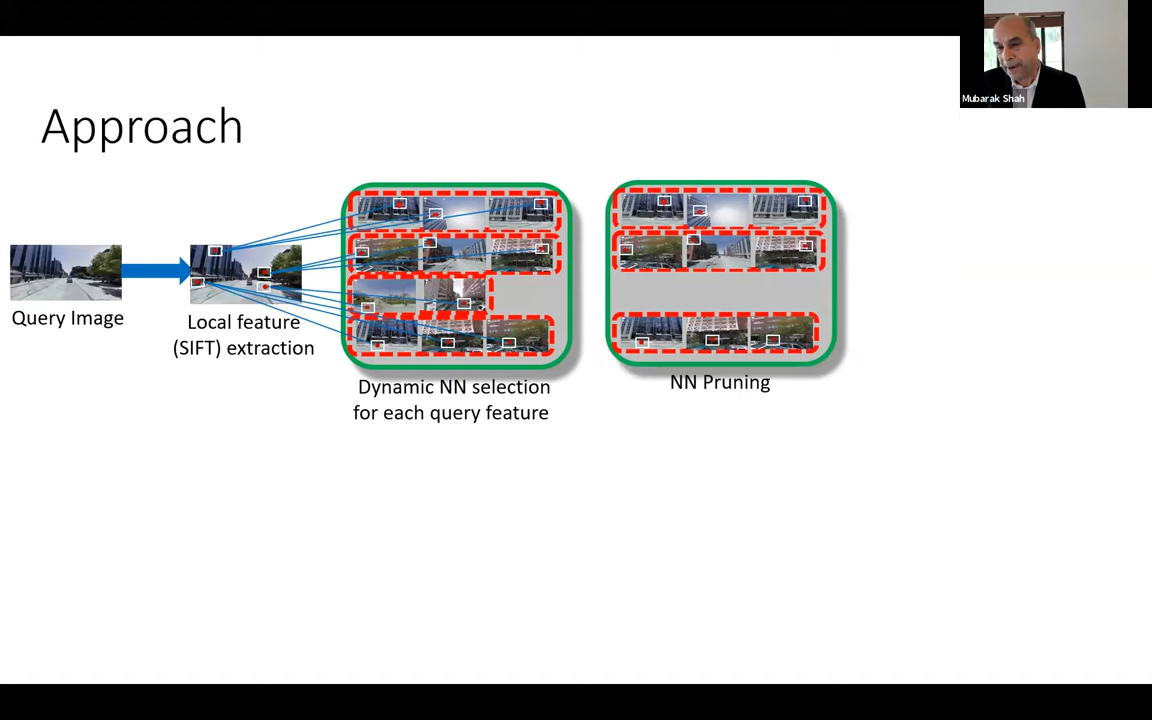 Mubarak Shah
Approach
Query Image
Local feature
(SIFT) extraction
Dynamic NN selection
for each query feature
NN Pruning